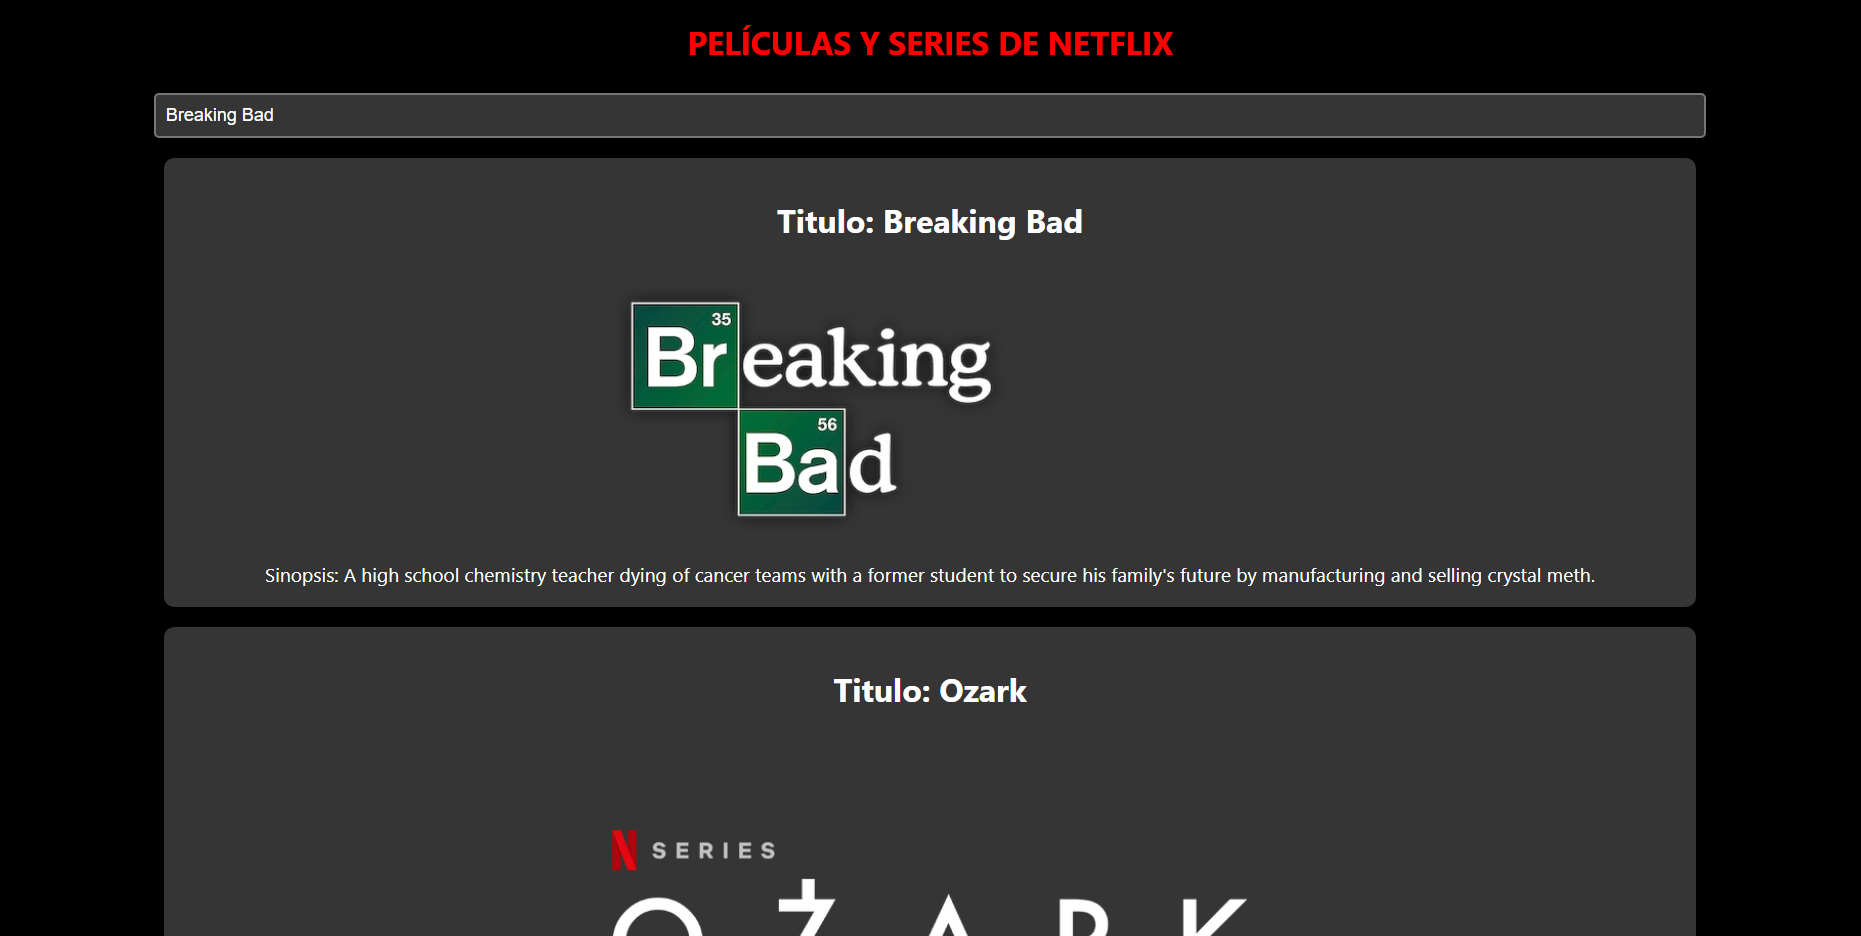 PELÍCULAS Y SERIES DE NETFLIX
Breaking Bad
Titulo: Breaking Bad
35
Breaking
56
Bad
Sinopsis: A high school chemistry teacher dying of cancer teams with a former student to secure his family's future by manufacturing and selling crystal meth.
Titulo: Ozark
N SERIES
OZARK